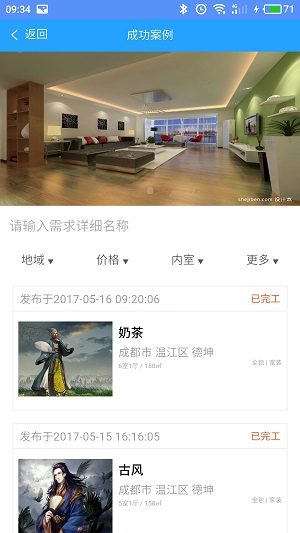 09:34
4G
71
返回
成功案例
shejiben.com 设计本
请输入需求详细名称
地域▼ 价格▼ 内室▼ 更多▼
发布于2017-05-16 09:20:06 已完工
奶茶
成都市 温江区 德坤
6室1厅 / 150㎡ 全包 | 家装
发布于2017-05-15 16:16:05 已完工
古风
成都市 温江区 德坤
5室1厅 / 150㎡ 全包 | 家装